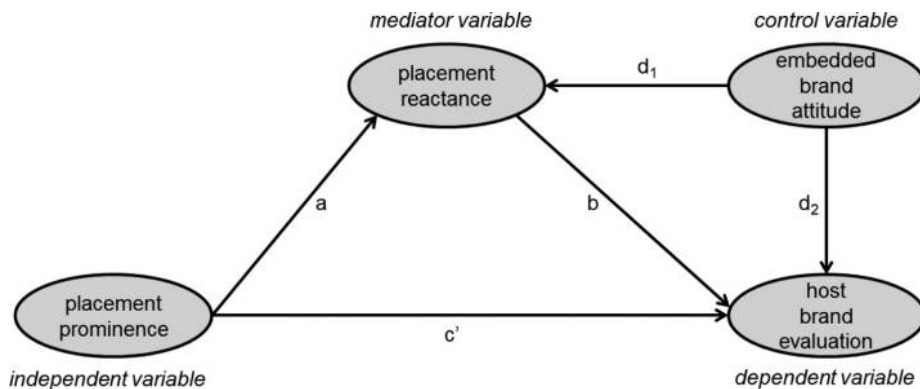 mediator variable
control variable
placement
reactance
d₁
embedded
brand
attitude
a
b
d₂
placement
prominence
c'
host
brand
evaluation
independent variable
dependent variable